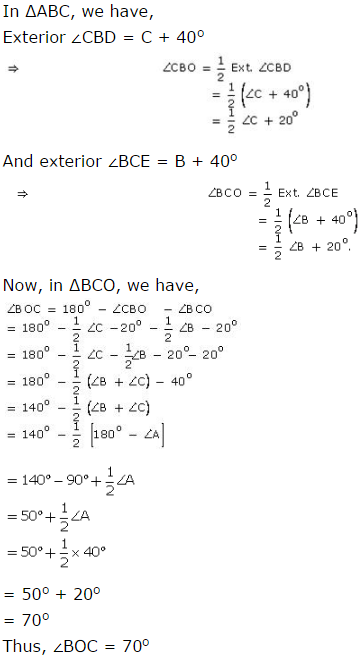 In ΔABC, we have,
Exterior ∠CBD = C + 40°
⇒ ∠CBO = 1/2 Ext. ∠CBD
= 1/2 (∠C + 40°)
= 1/2 ∠C + 20°
And exterior ∠BCE = B + 40°
⇒ ∠BCO = 1/2 Ext. ∠BCE
= 1/2 (∠B + 40°)
= 1/2 ∠B + 20°.
Now, in ΔBCO, we have,
∠BOC = 180° − ∠CBO − ∠BCO
= 180° − 1/2 ∠C −20° − 1/2 ∠B − 20°
= 180° − 1/2 ∠C − 1/2∠B − 20°− 20°
= 180° − 1/2 (∠B + ∠C) − 40°
= 140° − 1/2 (∠B + ∠C)
= 140° − 1/2 [180° − ∠A]
= 140° − 90° + 1/2∠A
= 50° + 1/2∠A
= 50° + 1/2 × 40°
= 50° + 20°
= 70°
Thus, ∠BOC = 70°